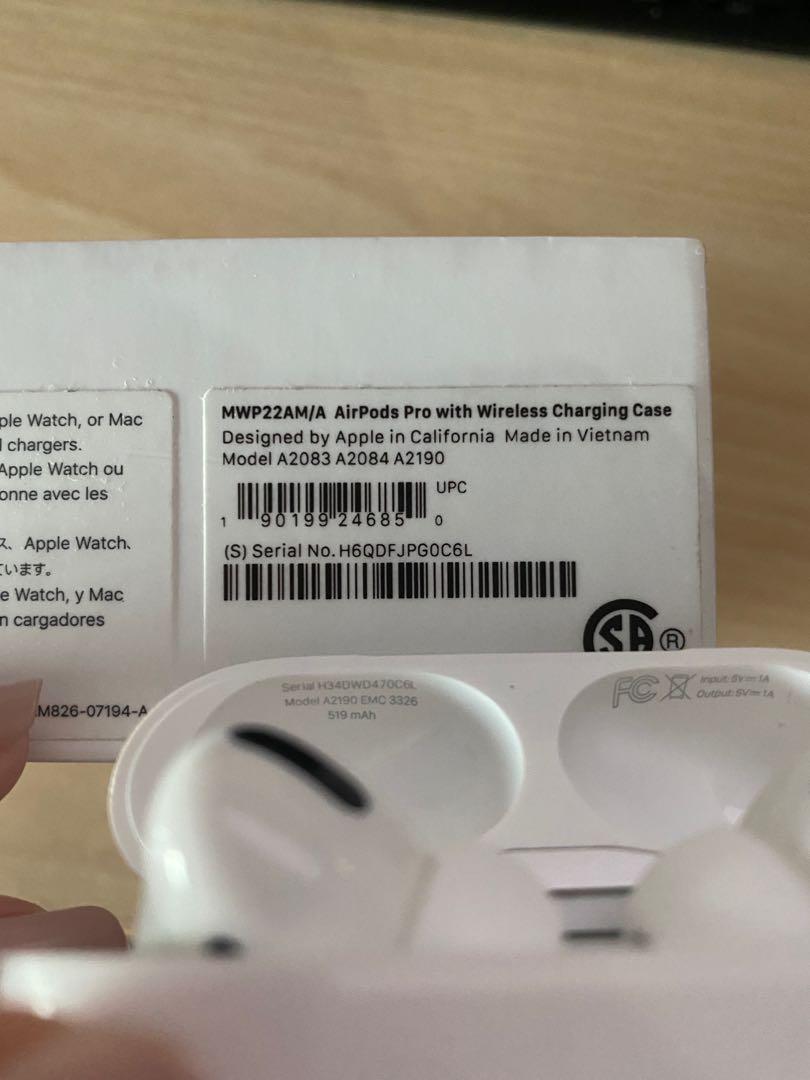 ple Watch, or Mac
chargers.
Apple Watch ou
onne avec les
ス、Apple Watch、
ています。
e Watch, y Mac
n cargadores
M826-07194-A
MWP22AM/A AirPods Pro with Wireless Charging Case
Designed by Apple in California Made in Vietnam
Model A2083 A2084 A2190
UPC
1 90199 24685 0
(S) Serial No. H6QDFJPG0C6L
SA ®
Serial H34DWD470C6L
Model A2190 EMC 3326
519 mAh
FC
Input: 5V⎓1A
Output: 5V⎓1A